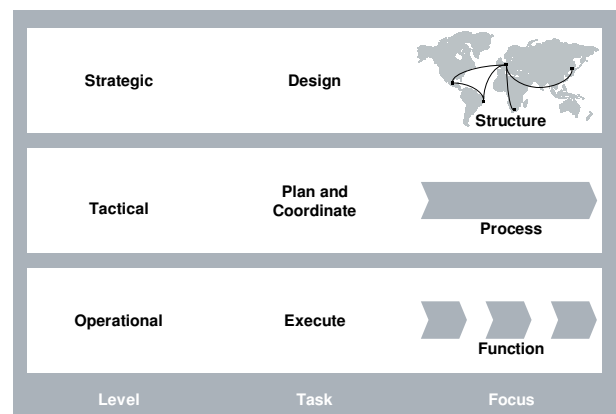 Strategic
Design
Structure
Tactical
Plan and
Coordinate
Process
Operational
Execute
Function
Level
Task
Focus